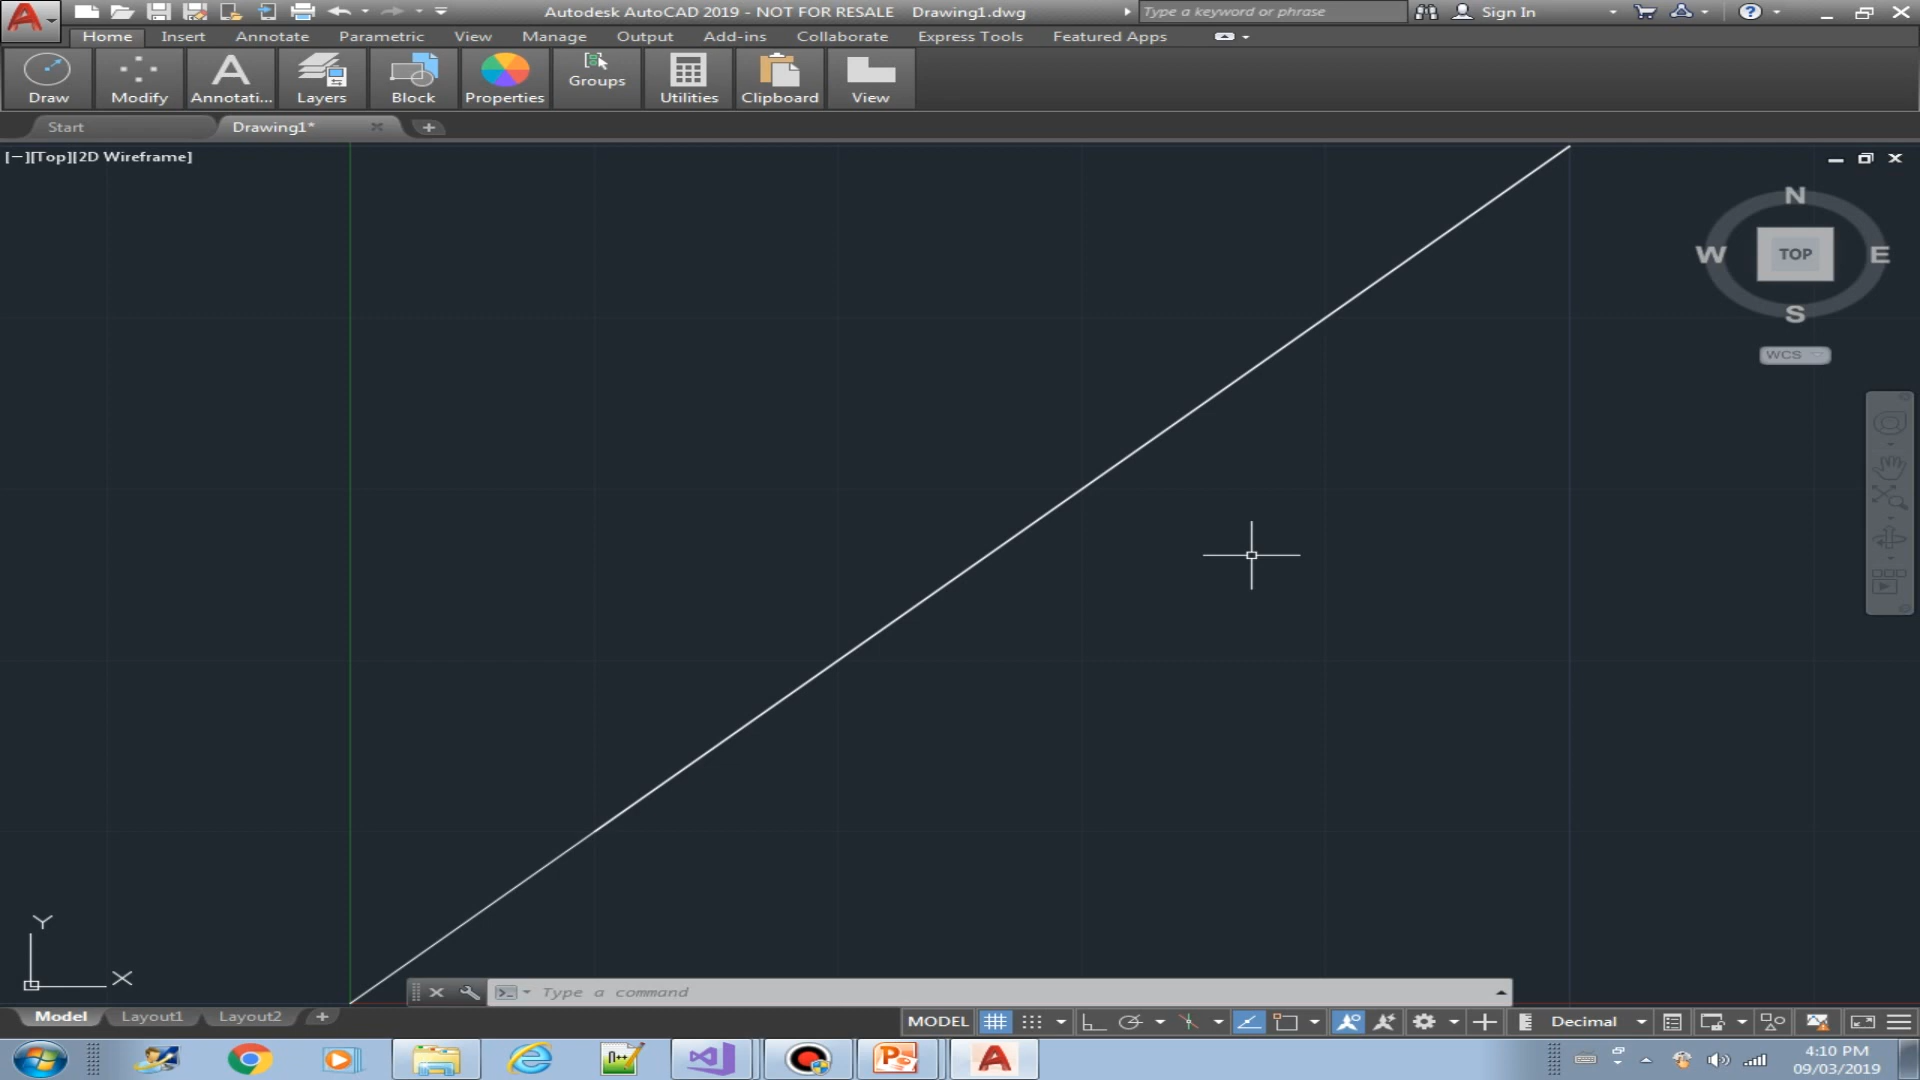 Autodesk AutoCAD 2019 - NOT FOR RESALE Drawing1.dwg
Type a keyword or phrase
Sign In
Home Insert Annotate Parametric View Manage Output Add-ins Collaborate Express Tools Featured Apps
Draw Modify Annotati... Layers Block Properties Groups Utilities Clipboard View
Start Drawing1*
[−][Top][2D Wireframe]
N
W TOP E
S
WCS
Y
X
Type a command
Model Layout1 Layout2
MODEL Decimal
4:10 PM
09/03/2019